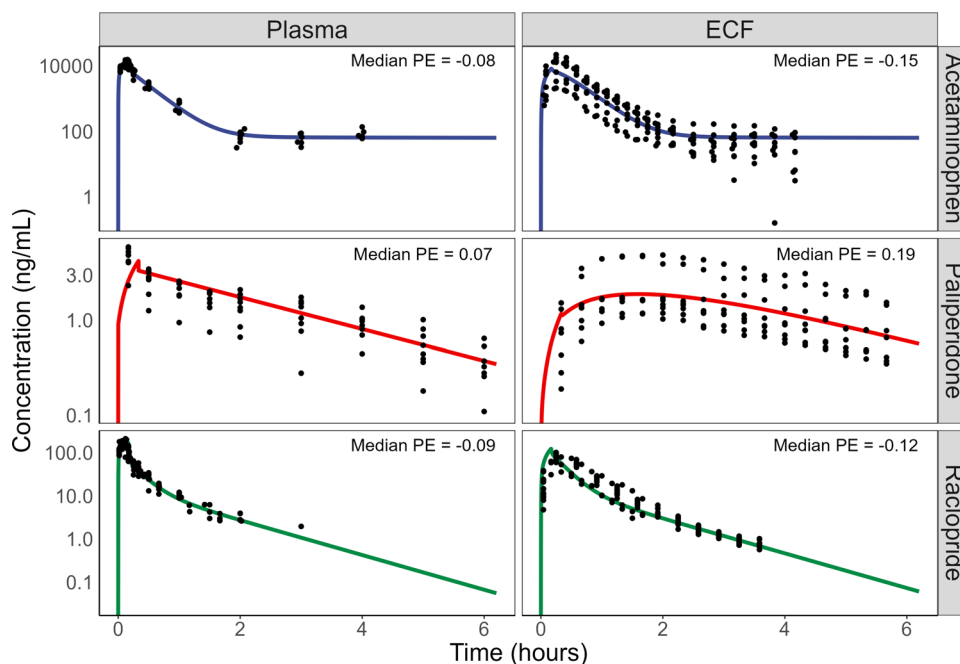 Plasma
ECF
Concentration (ng/mL)
10000
100
1
Median PE = -0.08
Median PE = -0.15
Acetaminophen
3.0
1.0
0.1
Median PE = 0.07
Median PE = 0.19
Paliperidone
100.0
10.0
1.0
0.1
Median PE = -0.09
Median PE = -0.12
Raclopride
0
2
4
6
0
2
4
6
Time (hours)